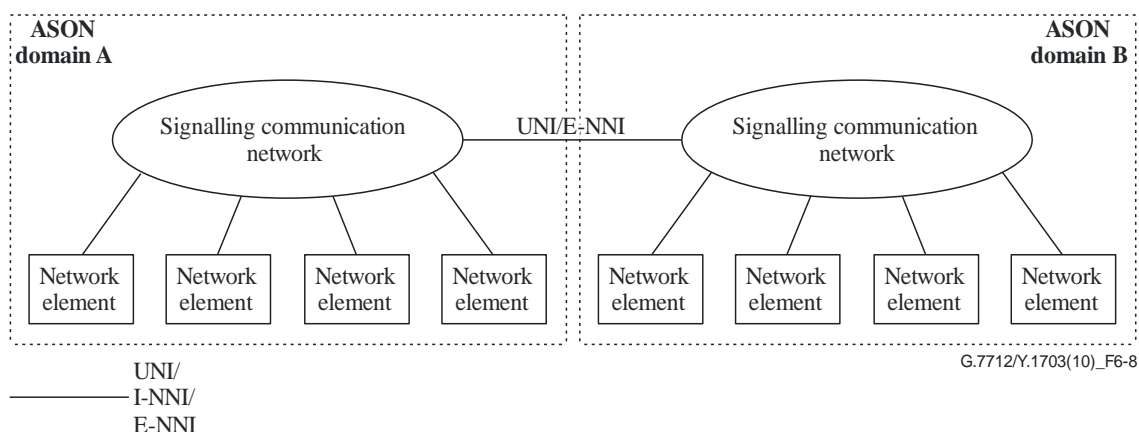 ASON
domain A
ASON
domain B
Signalling communication
network
UNI/E-NNI
Signalling communication
network
Network
element
Network
element
Network
element
Network
element
Network
element
Network
element
Network
element
Network
element
G.7712/Y.1703(10)_F6-8
UNI/
I-NNI/
E-NNI